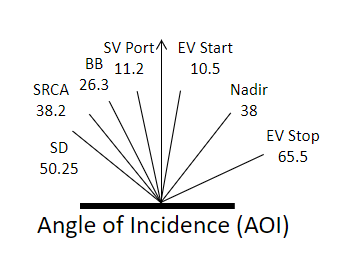 SV Port
11.2
EV Start
10.5
BB
26.3
SRCA
38.2
Nadir
38
SD
50.25
EV Stop
65.5
Angle of Incidence (AOI)